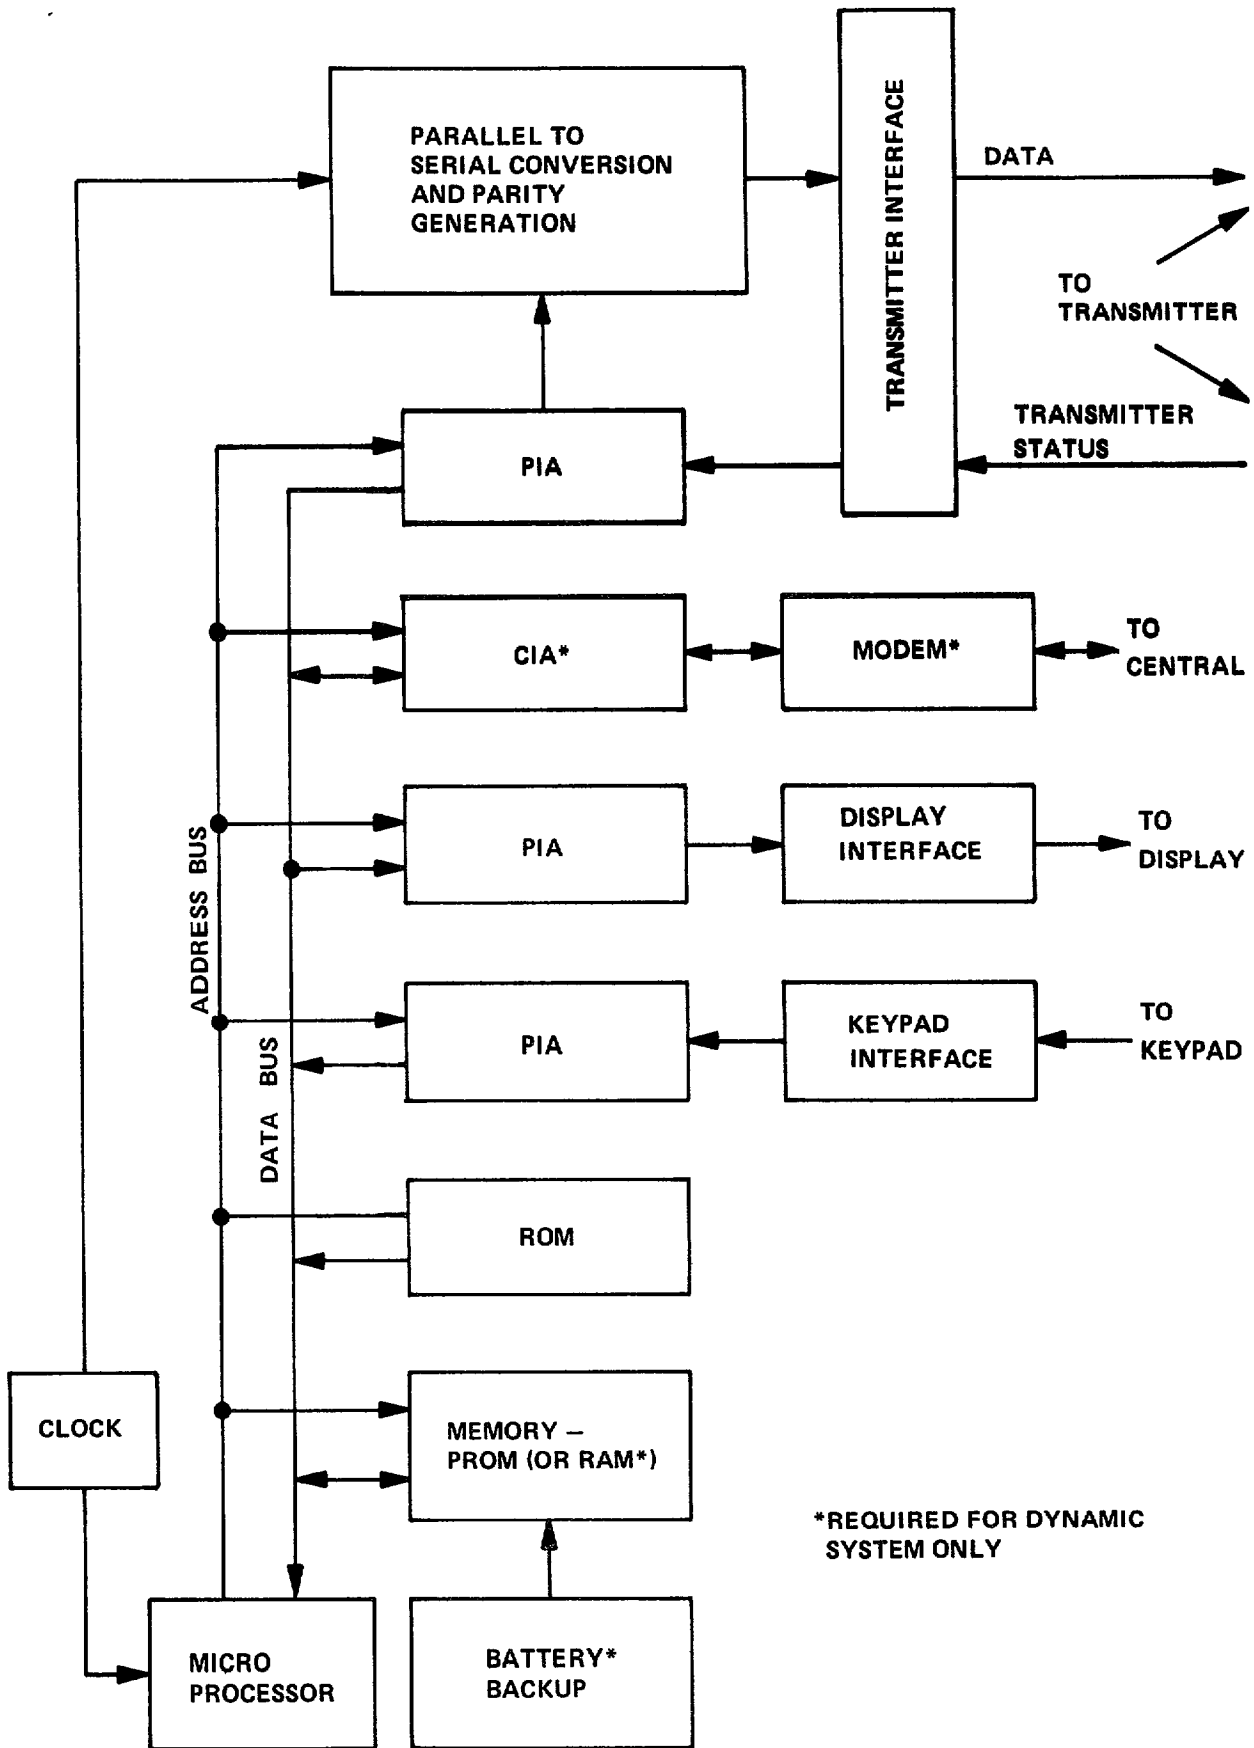 PARALLEL TO
SERIAL CONVERSION
AND PARITY
GENERATION
TRANSMITTER INTERFACE
DATA
TO
TRANSMITTER
TRANSMITTER
STATUS
PIA
CIA*
MODEM*
TO
CENTRAL
PIA
DISPLAY
INTERFACE
TO
DISPLAY
ADDRESS BUS
PIA
KEYPAD
INTERFACE
TO
KEYPAD
DATA BUS
ROM
CLOCK
MEMORY –
PROM (OR RAM*)
*REQUIRED FOR DYNAMIC
SYSTEM ONLY
MICRO
PROCESSOR
BATTERY*
BACKUP